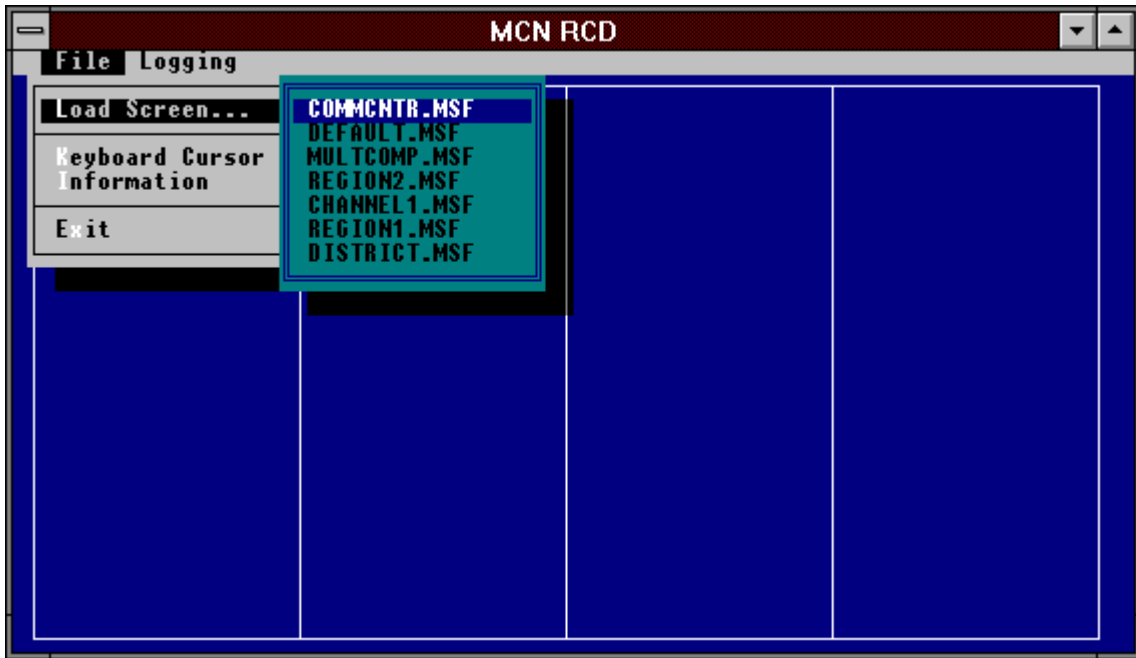 MCN RCD
File Logging
Load Screen...
Keyboard Cursor
Information
Exit
COMMCNTR.MSF
DEFAULT.MSF
MULTCOMP.MSF
REGION2.MSF
CHANNEL1.MSF
REGION1.MSF
DISTRICT.MSF